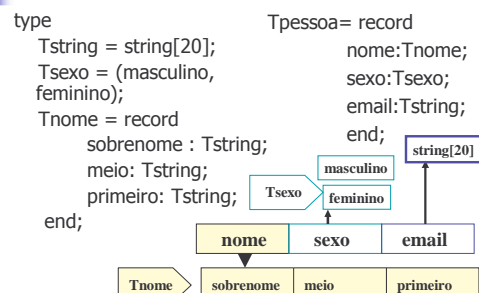 type
Tstring = string[20];
Tsexo = (masculino,
feminino);
Tnome = record
sobrenome : Tstring;
meio: Tstring;
primeiro: Tstring;
end;
Tpessoa= record
nome:Tnome;
sexo:Tsexo;
email:Tstring;
end;
string[20]
masculino
Tsexo
feminino
nome sexo email
Tnome sobrenome meio primeiro